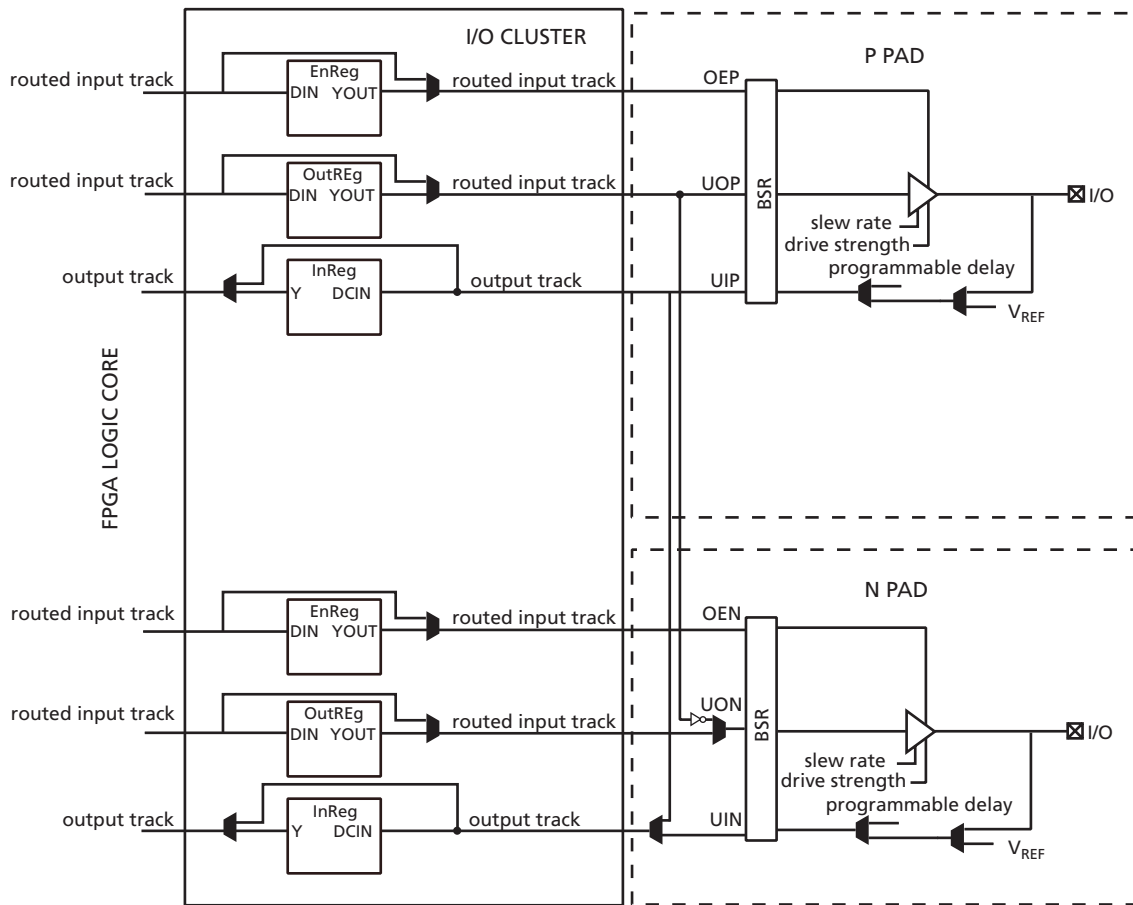 I/O CLUSTER
P PAD
routed input track
EnReg
DIN YOUT
routed input track
OEP
routed input track
OutREg
DIN YOUT
routed input track
UOP
BSR
I/O
slew rate
drive strength
programmable delay
output track
InReg
Y DCIN
output track
UIP
VREF
FPGA LOGIC CORE
N PAD
routed input track
EnReg
DIN YOUT
routed input track
OEN
routed input track
OutREg
DIN YOUT
routed input track
UON
BSR
I/O
slew rate
drive strength
programmable delay
output track
InReg
Y DCIN
output track
UIN
VREF